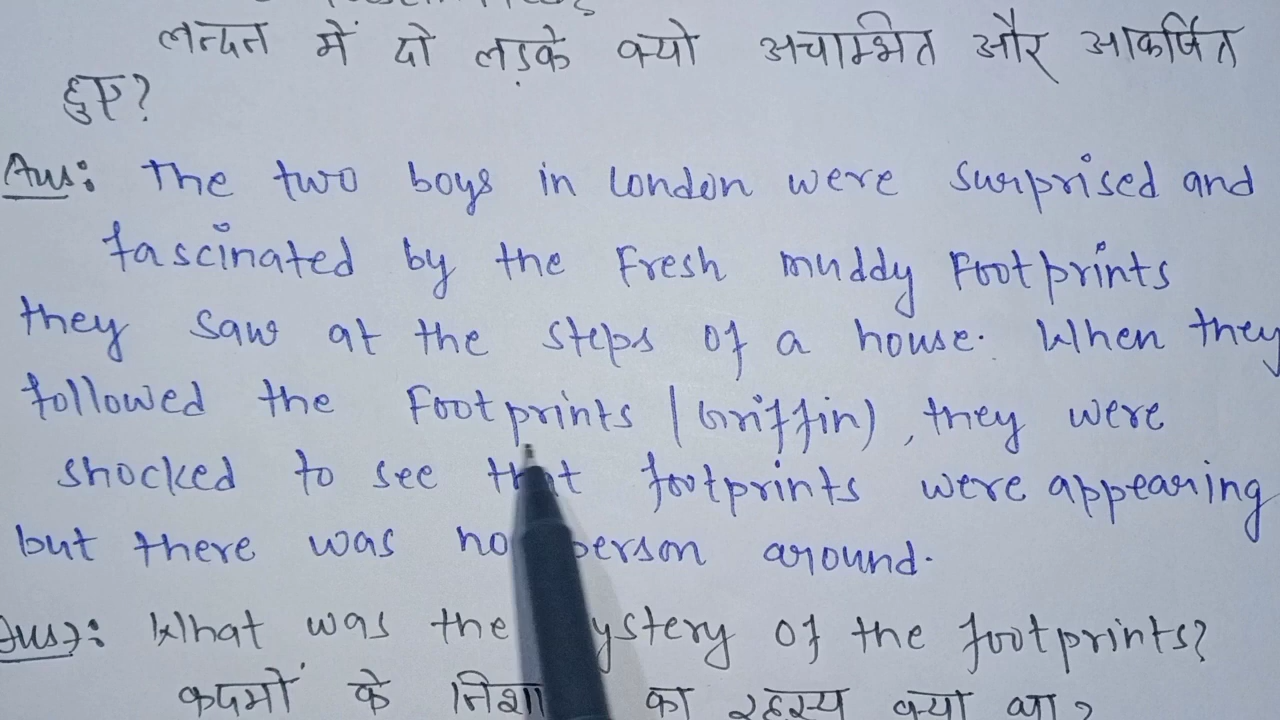 लन्दन में दो लड़के क्यो अचाम्भित और आकर्षित
हुए?
Ans: The two boys in London were surprised and
fascinated by the Fresh muddy Footprints
they saw at the steps of a house. When they
followed the Footprints (Griffin), they were
shocked to see that footprints were appearing
but there was no person around.
What was the mystery of the footprints?
कदमों के का रहस्य क्या था?